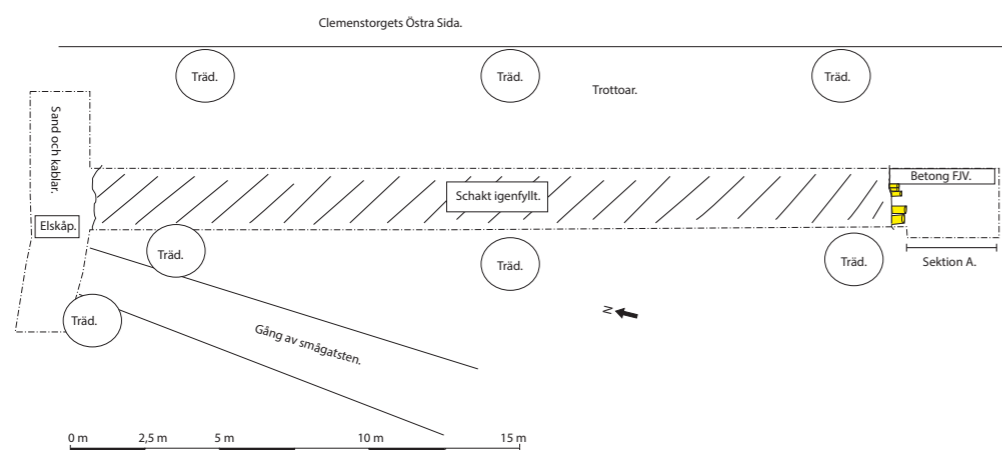 Clemenstorgets Östra Sida.
Träd.
Träd.
Träd.
Trottoar.
Sand och kablar.
Betong FJV.
Schakt igenfyllt.
Elskåp.
Träd.
Träd.
Träd.
Sektion A.
Träd.
N
Gång av smågatsten.
0 m 2,5 m 5 m 10 m 15 m